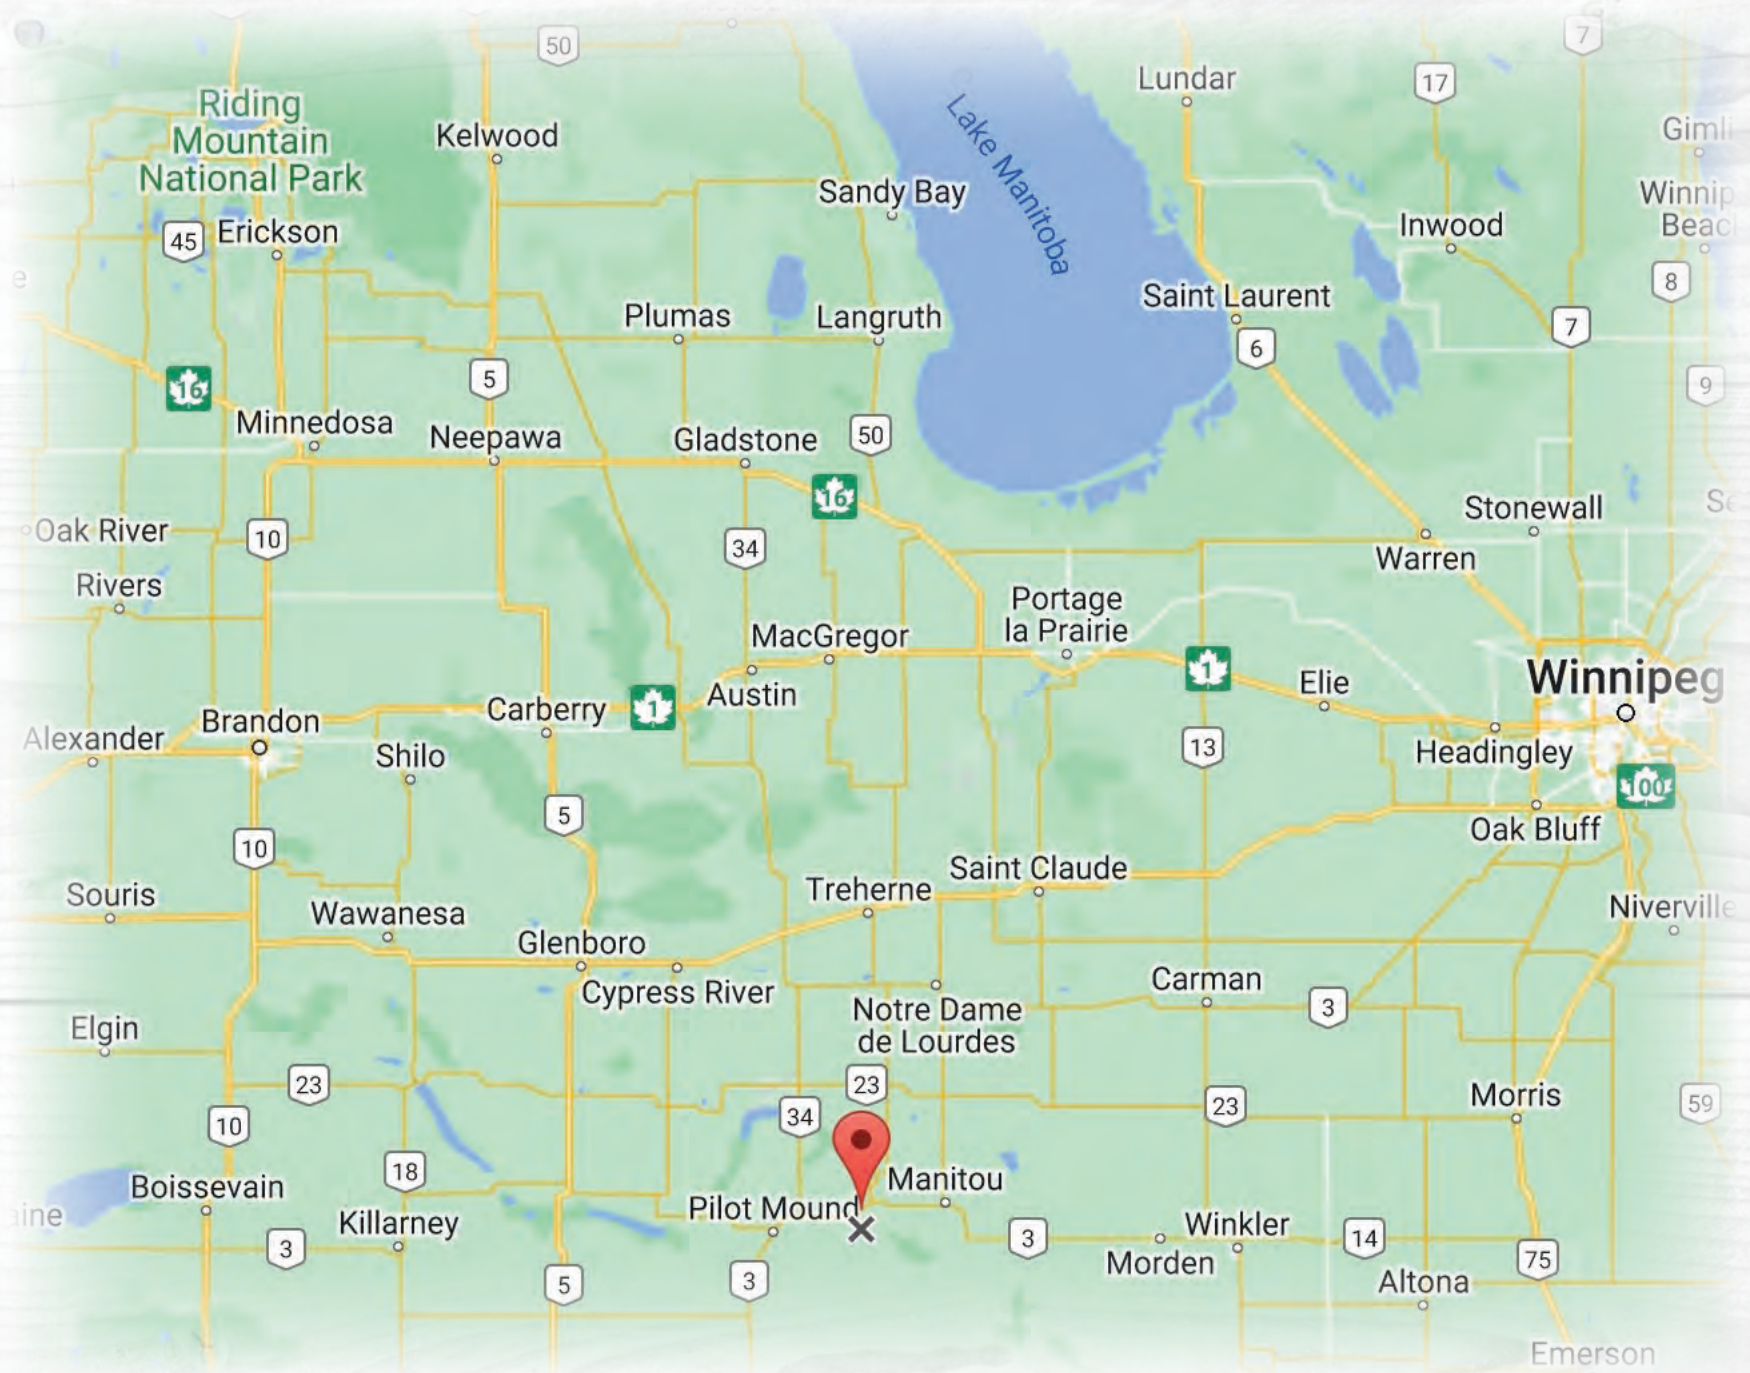 50
7
Lundar
17
Riding
Mountain
National Park
Kelwood
Lake Manitoba
Gimli
Sandy Bay
45
Erickson
Inwood
8
Saint Laurent
Plumas
Langruth
6
7
5
9
16
Minnedosa
Neepawa
Gladstone
50
16
Stonewall
Oak River
10
34
Warren
Rivers
Portage
la Prairie
MacGregor
1
Elie
Winnipeg
Austin
1
Carberry
Brandon
Alexander
Shilo
13
Headingley
100
5
Oak Bluff
10
Saint Claude
Treherne
Souris
Wawanesa
Niverville
Glenboro
Cypress River
Carman
Notre Dame
de Lourdes
3
Elgin
23
23
34
23
Morris
59
10
18
Manitou
Boissevain
Pilot Mound
Killarney
3
3
Winkler
14
Morden
75
5
3
Altona
Emerson